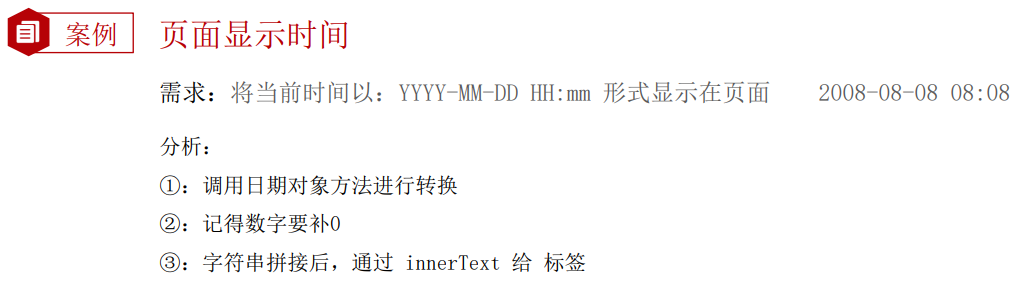 案例 页面显示时间
需求：将当前时间以：YYYY-MM-DD HH:mm 形式显示在页面 2008-08-08 08:08
分析：
①：调用日期对象方法进行转换
②：记得数字要补0
③：字符串拼接后，通过 innerText 给 标签